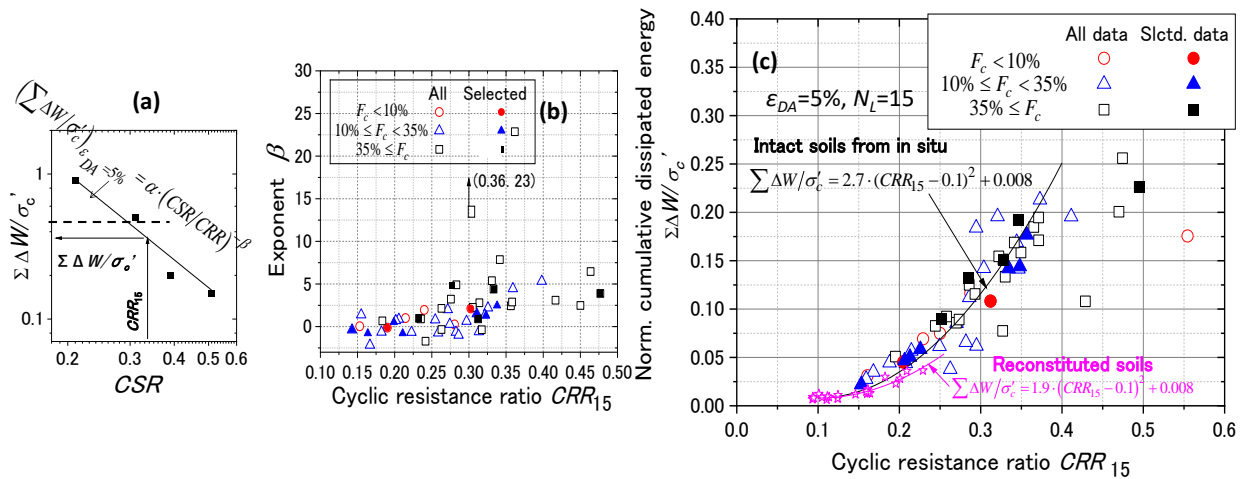 (a)
(ΣΔW/σ'c)ε DA =5% = α·(CSR/CRR)^-β
ΣΔW/σc'
1
0.1
ΣΔW/σo'
CRR15
0.2
0.3
0.4
0.5
0.6
CSR
(b)
Exponent β
30
25
20
15
10
5
0
All
Selected
Fc <10%
10%≤ Fc <35%
35%≤Fc
(0.36. 23)
0.10
0.15
0.20
0.25
0.30
0.35
0.40
0.45
0.50
Cyclic resistance ratio CRR15
(c)
Norm. cumulative dissipated energy
ΣΔW/σc'
0.40
0.35
0.30
0.25
0.20
0.15
0.10
0.05
0.00
All data
Slctd. data
Fc <10%
10% ≤ Fc <35%
35% ≤ Fc
εDA=5%, NL=15
Intact soils from in situ
ΣΔW/σ'c = 2.7·(CRR15 −0.1)² +0.008
Reconstituted soils
ΣΔW/σ'c =1.9·(CRR15 −0.1)² +0.008
0.0
0.1
0.2
0.3
0.4
0.5
0.6
Cyclic resistance ratio CRR 15